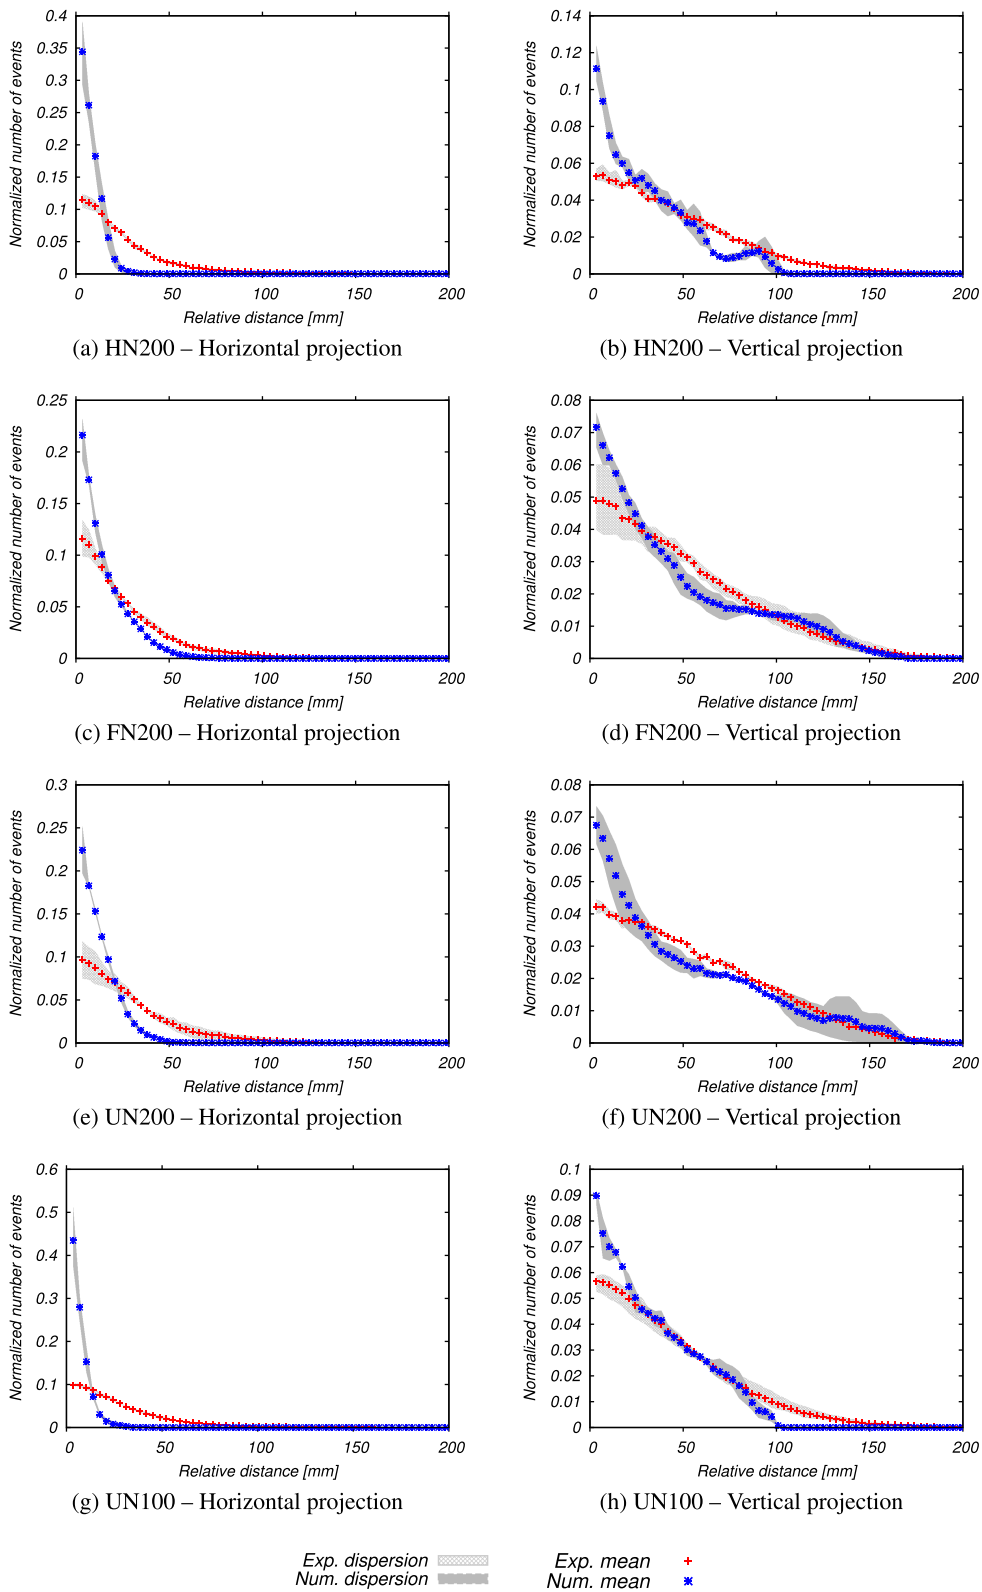 0.4
0.35
0.3
0.25
0.2
0.15
0.1
0.05
0
Normalized number of events
0 50 100 150 200
Relative distance [mm]
(a) HN200 – Horizontal projection
0.14
0.12
0.1
0.08
0.06
0.04
0.02
0
Normalized number of events
0 50 100 150 200
Relative distance [mm]
(b) HN200 – Vertical projection
0.25
0.2
0.15
0.1
0.05
0
Normalized number of events
0 50 100 150 200
Relative distance [mm]
(c) FN200 – Horizontal projection
0.08
0.07
0.06
0.05
0.04
0.03
0.02
0.01
0
Normalized number of events
0 50 100 150 200
Relative distance [mm]
(d) FN200 – Vertical projection
0.3
0.25
0.2
0.15
0.1
0.05
0
Normalized number of events
0 50 100 150 200
Relative distance [mm]
(e) UN200 – Horizontal projection
0.08
0.07
0.06
0.05
0.04
0.03
0.02
0.01
0
Normalized number of events
0 50 100 150 200
Relative distance [mm]
(f) UN200 – Vertical projection
0.6
0.5
0.4
0.3
0.2
0.1
0
Normalized number of events
0 50 100 150 200
Relative distance [mm]
(g) UN100 – Horizontal projection
0.1
0.09
0.08
0.07
0.06
0.05
0.04
0.03
0.02
0.01
0
Normalized number of events
0 50 100 150 200
Relative distance [mm]
(h) UN100 – Vertical projection
Exp. dispersion
Num. dispersion
Exp. mean
Num. mean